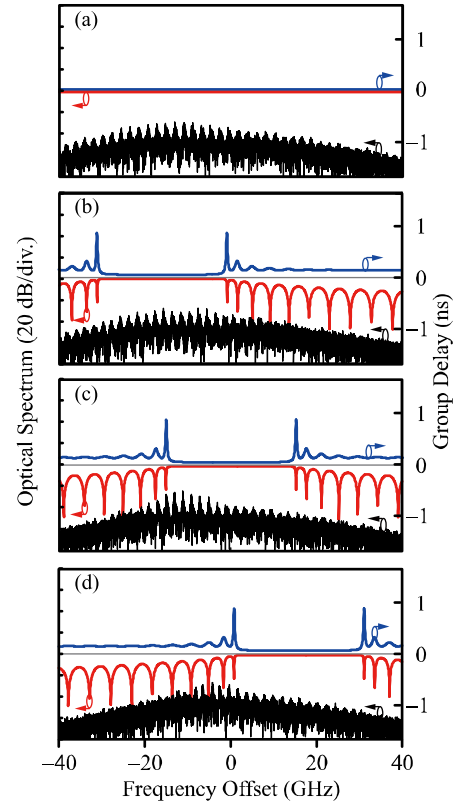 (a)
1
0
−1
(b)
1
0
−1
(c)
1
0
−1
(d)
1
0
−1
−40
−20
0
20
40
Frequency Offset (GHz)
Optical Spectrum (20 dB/div.)
Group Delay (ns)